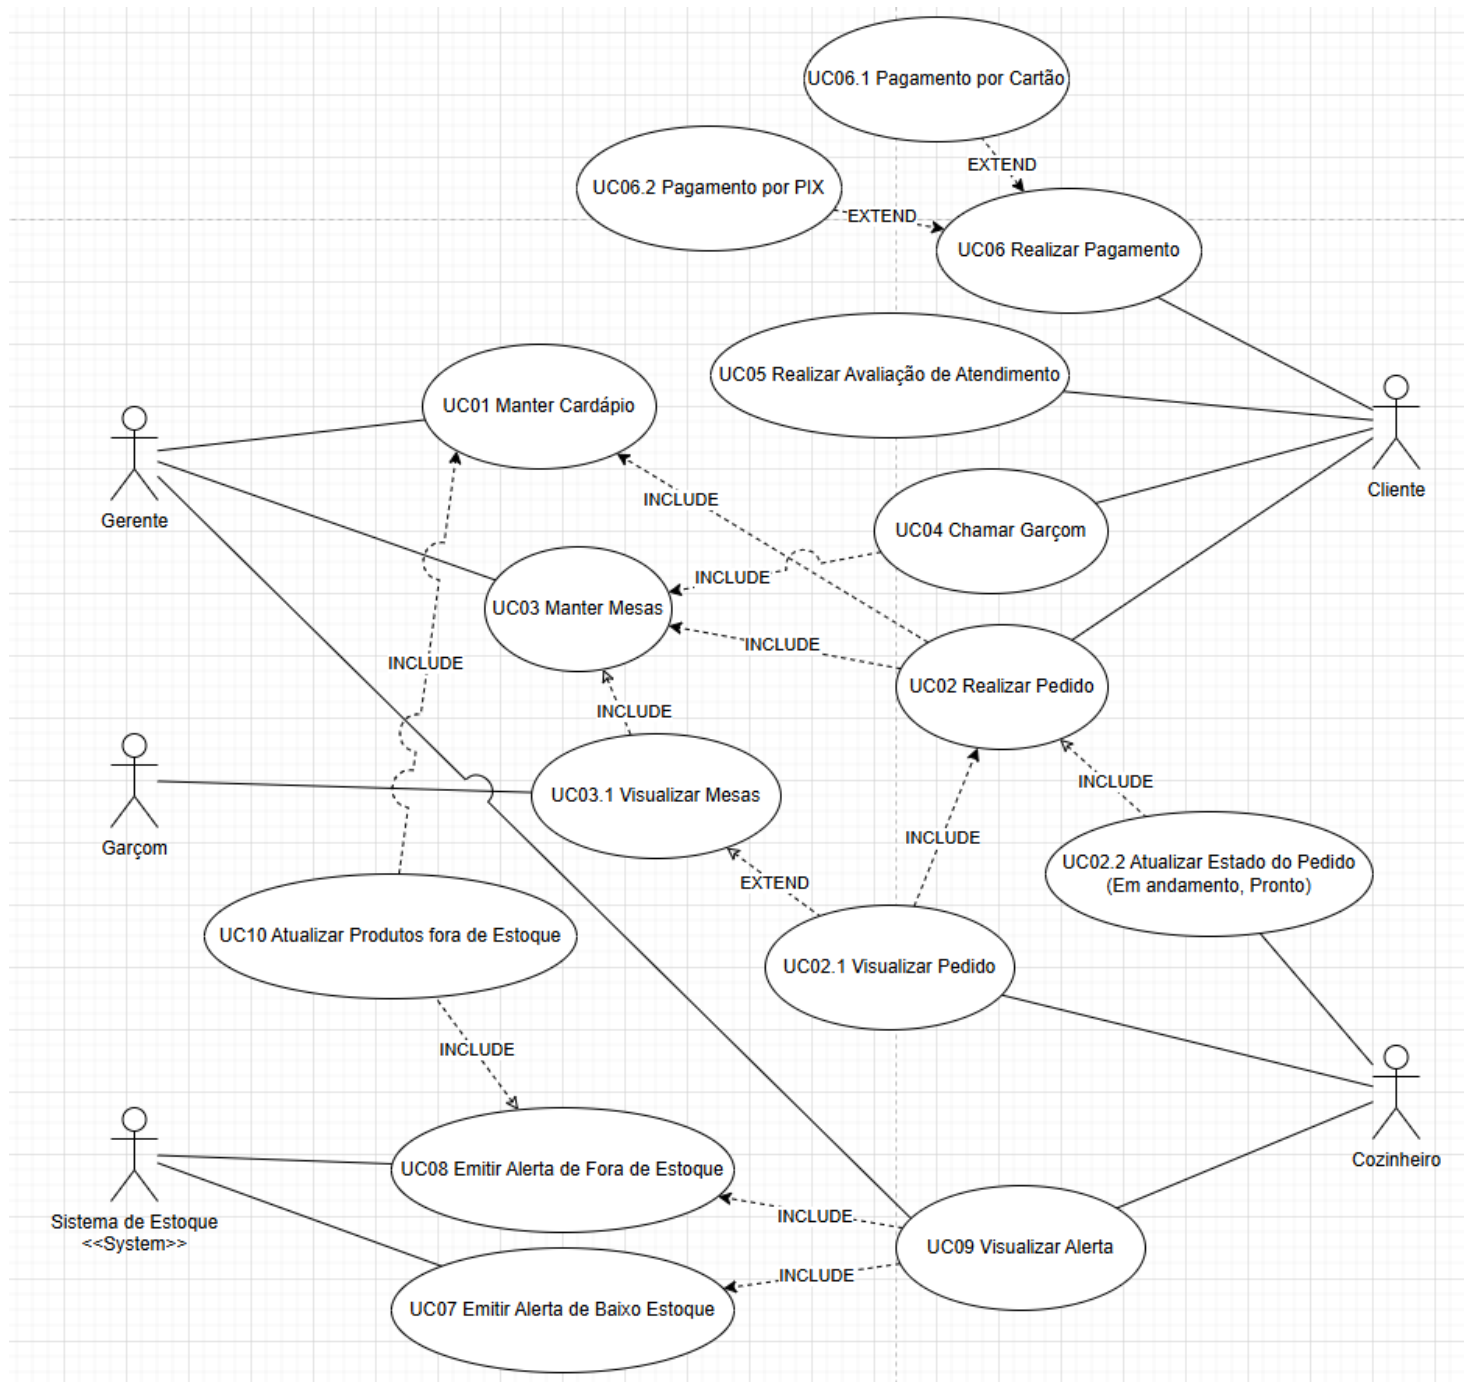 UC06.1 Pagamento por Cartão
EXTEND
UC06.2 Pagamento por PIX
EXTEND
UC06 Realizar Pagamento
UC05 Realizar Avaliação de Atendimento
UC01 Manter Cardápio
Cliente
INCLUDE
Gerente
UC04 Chamar Garçom
INCLUDE
UC03 Manter Mesas
INCLUDE
INCLUDE
UC02 Realizar Pedido
INCLUDE
INCLUDE
UC03.1 Visualizar Mesas
INCLUDE
Garçom
UC02.2 Atualizar Estado do Pedido
(Em andamento, Pronto)
EXTEND
UC10 Atualizar Produtos fora de Estoque
UC02.1 Visualizar Pedido
INCLUDE
Cozinheiro
UC08 Emitir Alerta de Fora de Estoque
Sistema de Estoque
<<System>>
INCLUDE
UC09 Visualizar Alerta
INCLUDE
UC07 Emitir Alerta de Baixo Estoque